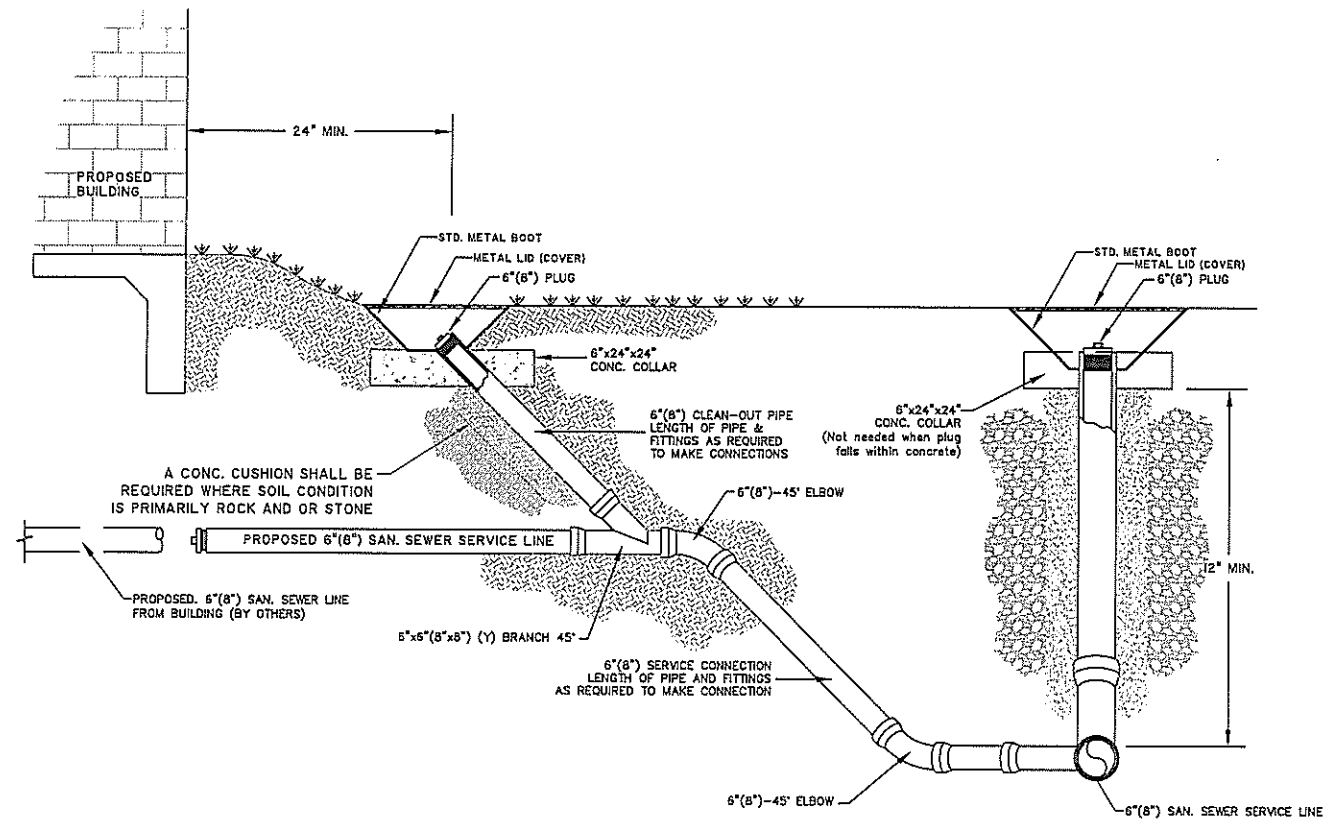 24" MIN.
PROPOSED
BUILDING
STD. METAL BOOT
METAL LID (COVER)
6"(8") PLUG
STD. METAL BOOT
METAL LID (COVER)
6"(8") PLUG
6"x24"x24"
CONC. COLLAR
6"(8") CLEAN-OUT PIPE
LENGTH OF PIPE &
FITTINGS AS REQUIRED
TO MAKE CONNECTIONS
6"x24"x24"
CONC. COLLAR
(Not needed when plug
falls within concrete)
A CONC. CUSHION SHALL BE
REQUIRED WHERE SOIL CONDITION
IS PRIMARILY ROCK AND OR STONE
6"(8")-45° ELBOW
PROPOSED 6"(8") SAN. SEWER SERVICE LINE
12" MIN.
PROPOSED. 6"(8") SAN. SEWER LINE
FROM BUILDING (BY OTHERS)
6"x6"(8"x8") (Y) BRANCH 45°
6"(8") SERVICE CONNECTION
LENGTH OF PIPE AND FITTINGS
AS REQUIRED TO MAKE CONNECTION
6"(8")-45° ELBOW
6"(8") SAN. SEWER SERVICE LINE